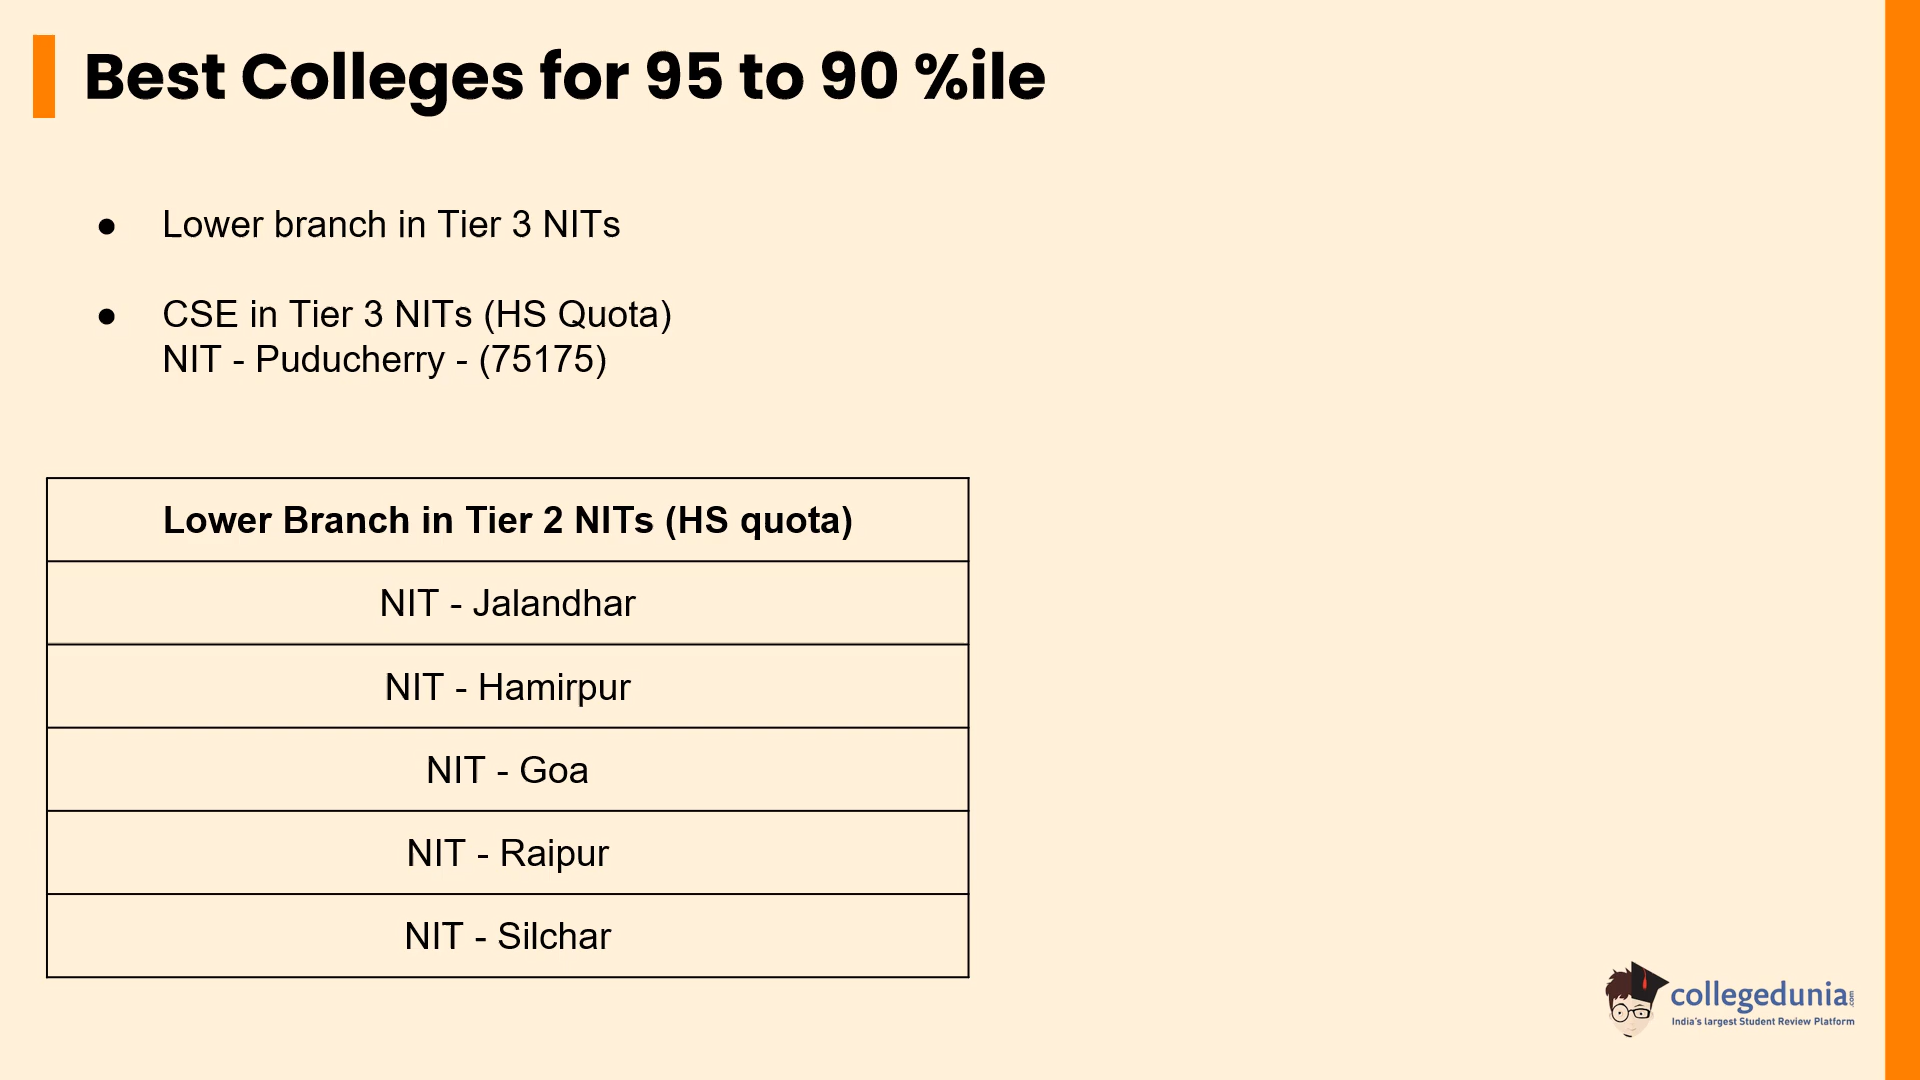 Best Colleges for 95 to 90 %ile
● Lower branch in Tier 3 NITs
● CSE in Tier 3 NITs (HS Quota)
NIT - Puducherry - (75175)
Lower Branch in Tier 2 NITs (HS quota)
NIT - Jalandhar
NIT - Hamirpur
NIT - Goa
NIT - Raipur
NIT - Silchar
collegedunia.com
India's largest Student Review Platform